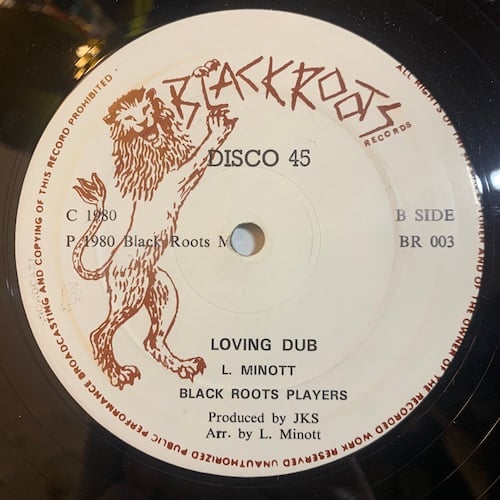 BLACKROOTS
RECORDS
DISCO 45
C 1980
B SIDE
P 1980 Black Roots M
BR 003
LOVING DUB
L. MINOTT
BLACK ROOTS PLAYERS
Produced by JKS
Arr. by L. Minott
ALL RIGHTS OF THE MANUFACTURER AND OF THE OWNER OF THE RECORDED WORK RESERVED UNAUTHORIZED PUBLIC PERFORMANCE BROADCASTING AND COPYING OF THIS RECORD PROHIBITED